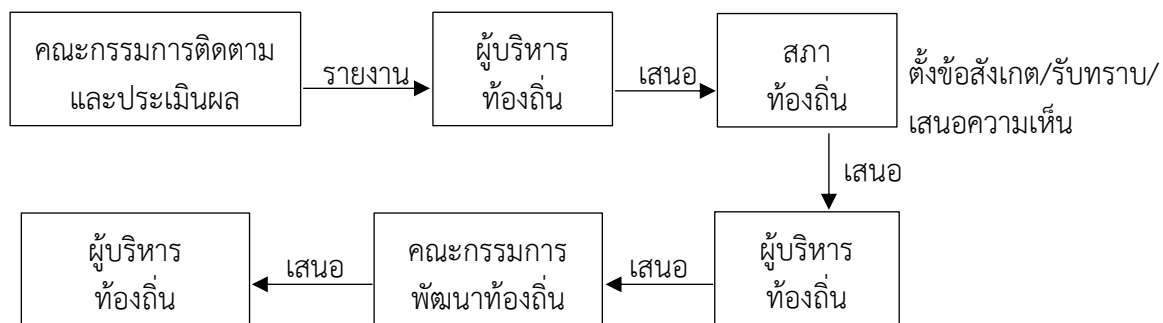 คณะกรรมการติดตาม
และประเมินผล
รายงาน
ผู้บริหาร
ท้องถิ่น
เสนอ
สภา
ท้องถิ่น
ตั้งข้อสังเกต/รับทราบ/
เสนอความเห็น
เสนอ
ผู้บริหาร
ท้องถิ่น
เสนอ
คณะกรรมการ
พัฒนาท้องถิ่น
เสนอ
ผู้บริหาร
ท้องถิ่น